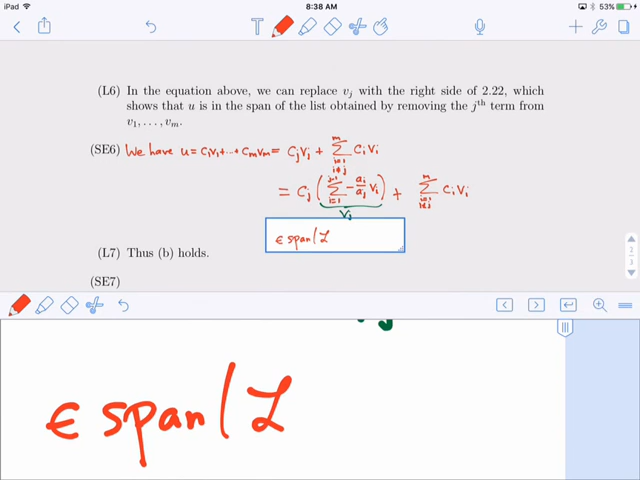 iPad 8:38 AM 53%
(L6) In the equation above, we can replace v_j with the right side of 2.22, which
shows that u is in the span of the list obtained by removing the j^th term from
v_1, . . . , v_m.
(SE6) We have u = c_1v_1 + ... + c_mv_m = c_jv_j + ∑_{i=1, i≠j}^{m} c_iv_i
= c_j ( ∑_{i=1}^{j-1} -a_i/a_j v_i ) + ∑_{i=1, i≠j}^{m} c_iv_i
v_j
∈ span(L
(L7) Thus (b) holds.
(SE7)
2
3
∈ span(L